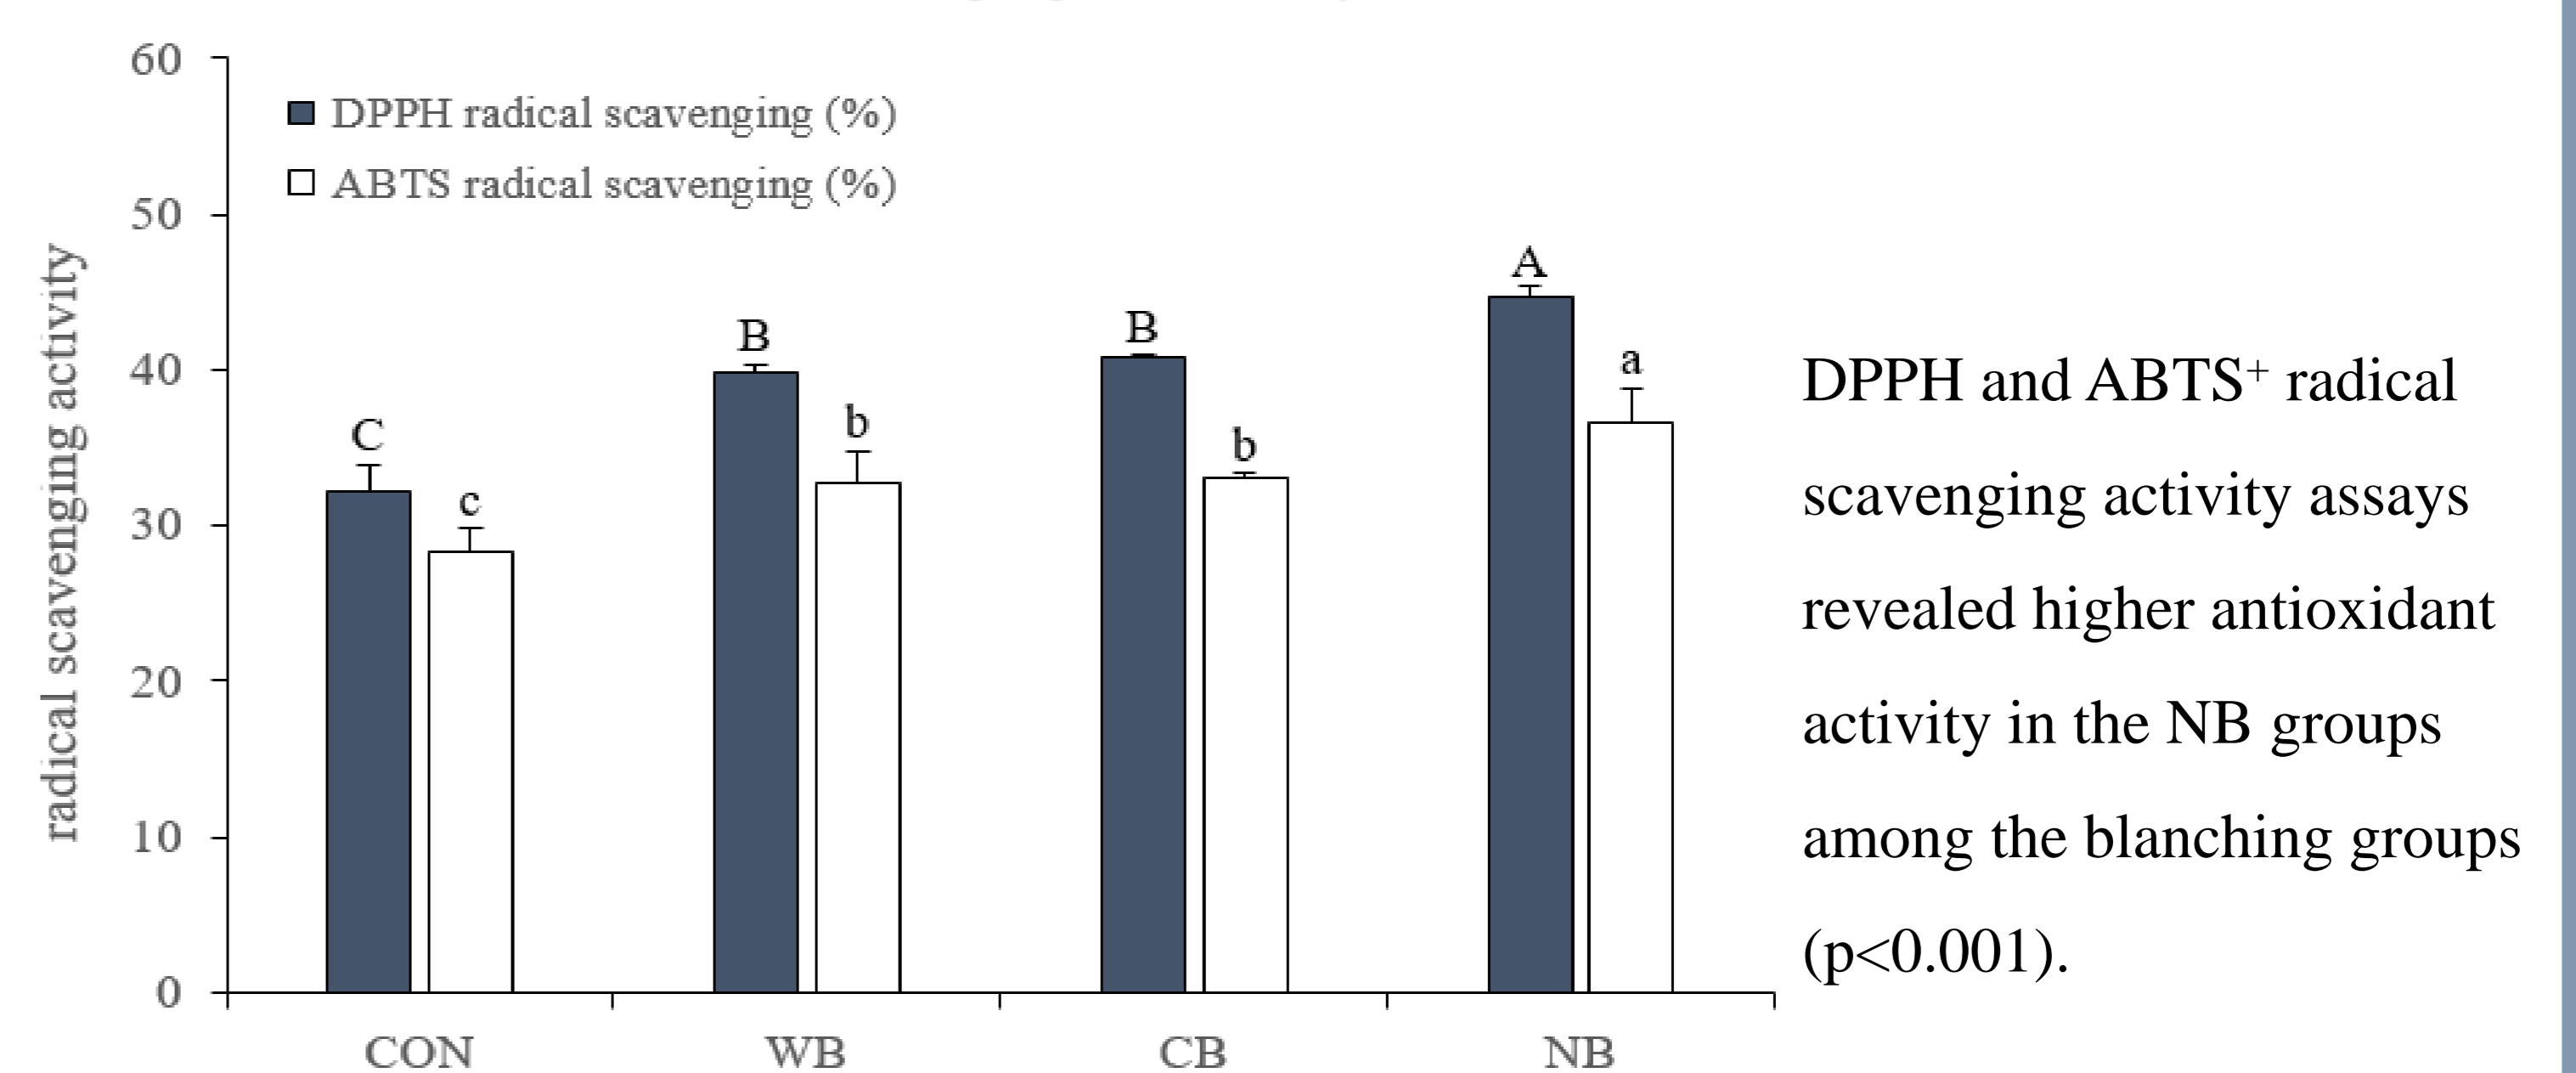 60
DPPH radical scavenging (%)
ABTS radical scavenging (%)
50
40
30
20
10
0
radical scavenging activity
C
c
B
b
B
b
A
a
CON
WB
CB
NB
DPPH and ABTS⁺ radical
scavenging activity assays
revealed higher antioxidant
activity in the NB groups
among the blanching groups
(p<0.001).